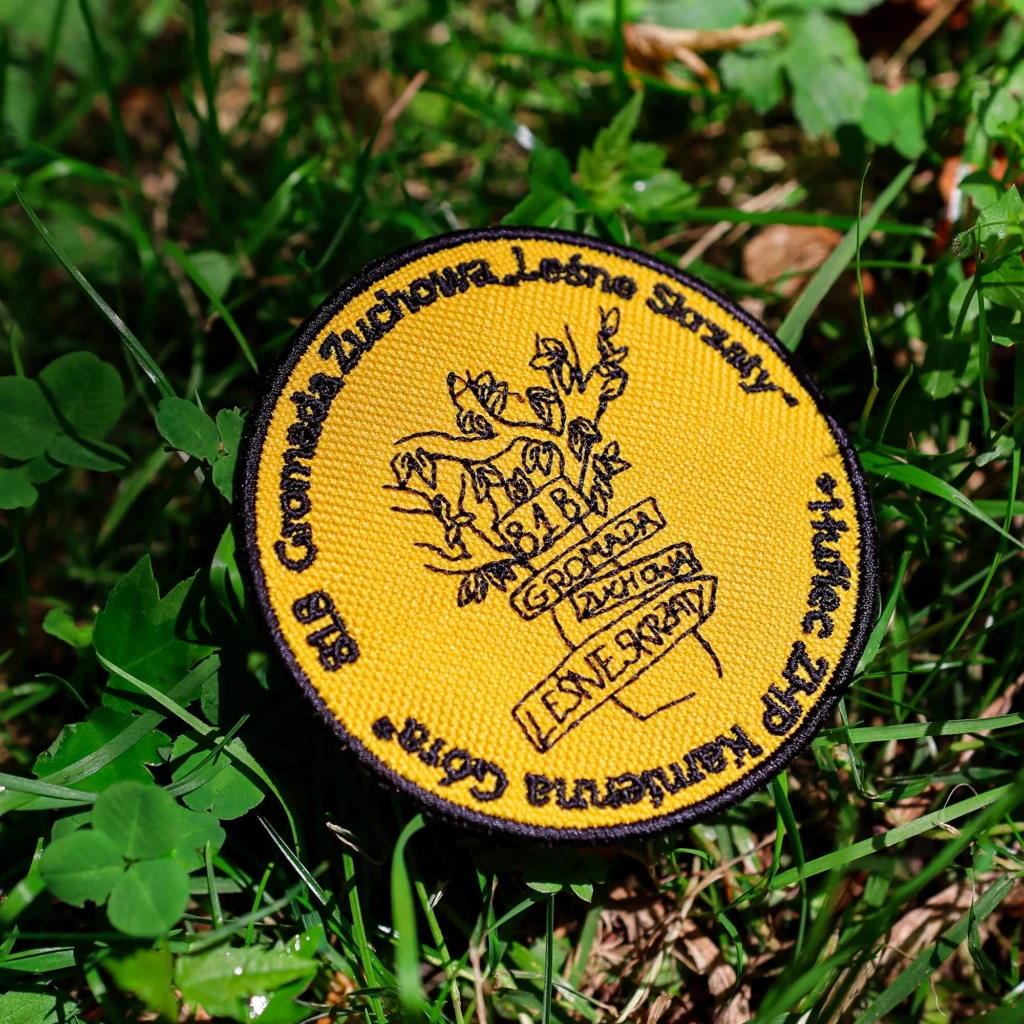 81B Gromada Zuchowa „Leśne Skrzaty”
*Hufiec ZHP Kamienna Góra*
81B
GROMADA
ZUCHOWA
LEŚNE SKRZATY